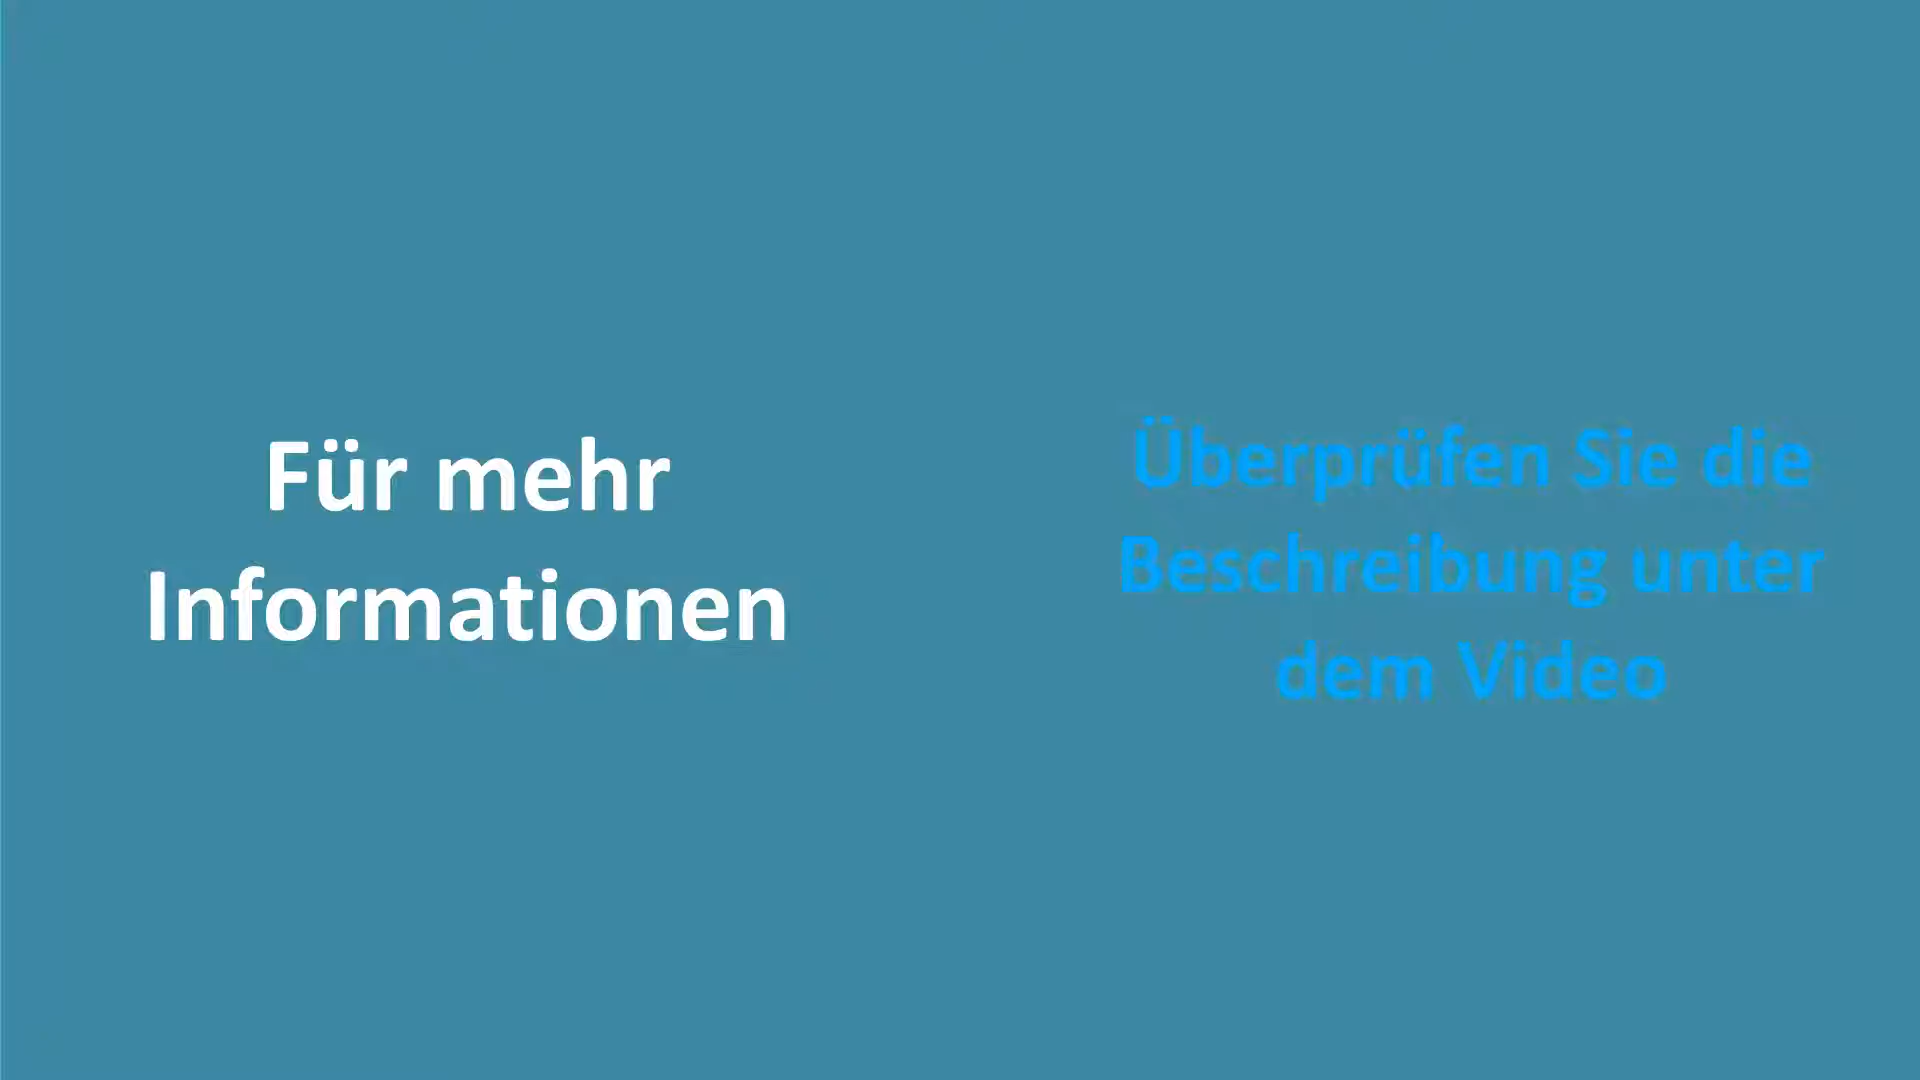 Für mehr
Informationen
Überprüfen Sie die
Beschreibung unter
dem Video